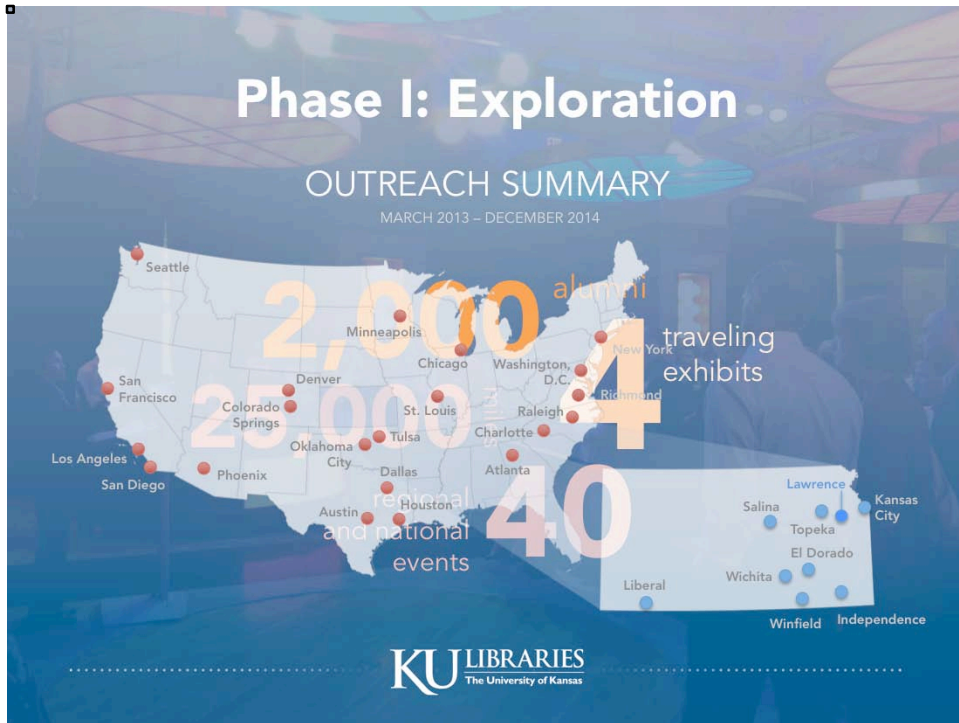 Phase I: Exploration
OUTREACH SUMMARY
MARCH 2013 – DECEMBER 2014
Seattle
2,000 alumni
Minneapolis
Chicago
New York
4 traveling
exhibits
Washington,
D.C.
San
Francisco
Denver
Colorado
Springs
25,000
miles
St. Louis
Richmond
Raleigh
Charlotte
Oklahoma
City
Tulsa
Los Angeles
San Diego
Phoenix
Dallas
Atlanta
40
regional
and national
events
Austin
Houston
Lawrence
Salina
Topeka
Kansas
City
El Dorado
Wichita
Liberal
Winfield
Independence
KU LIBRARIES
The University of Kansas